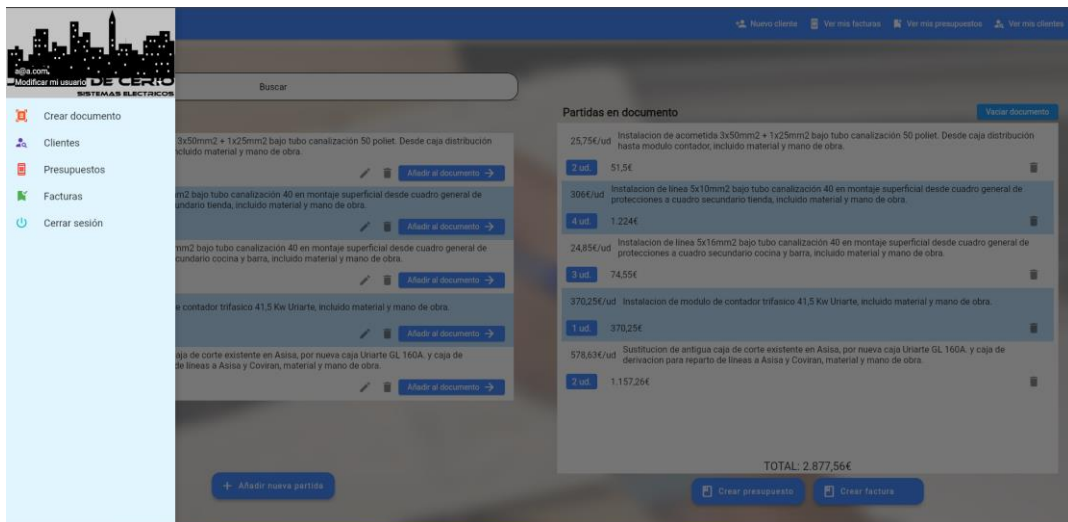 Nuevo cliente Ver mis facturas Ver mis presupuestos Ver mis clientes
a@a.com
Modificar mi usuario DE CERIO
SISTEMAS ELECTRICOS
Crear documento
Clientes
Presupuestos
Facturas
Cerrar sesión
Buscar
3x50mm2 + 1x25mm2 bajo tubo canalización 50 poliet. Desde caja distribución
incluido material y mano de obra.
Añadir al documento
mm2 bajo tubo canalización 40 en montaje superficial desde cuadro general de
cundario tienda, incluido material y mano de obra.
Añadir al documento
mm2 bajo tubo canalización 40 en montaje superficial desde cuadro general de
cundario cocina y barra, incluido material y mano de obra.
Añadir al documento
e contador trifasico 41,5 Kw Uriarte, incluido material y mano de obra.
Añadir al documento
caja de corte existente en Asisa, por nueva caja Uriarte GL 160A. y caja de
de lineas a Asisa y Coviran, material y mano de obra.
Añadir al documento
Añadir nueva partida
Partidas en documento Vaciar documento
25,75€/ud Instalacion de acometida 3x50mm2 + 1x25mm2 bajo tubo canalización 50 poliet. Desde caja distribución
hasta modulo contador, incluido material y mano de obra.
2 ud. 51,5€
306€/ud Instalacion de linea 5x10mm2 bajo tubo canalización 40 en montaje superficial desde cuadro general de
protecciones a cuadro secundario tienda, incluido material y mano de obra.
4 ud. 1.224€
24,85€/ud Instalacion de linea 5x16mm2 bajo tubo canalización 40 en montaje superficial desde cuadro general de
protecciones a cuadro secundario cocina y barra, incluido material y mano de obra.
3 ud. 74,55€
370,25€/ud Instalacion de modulo de contador trifasico 41,5 Kw Uriarte, incluido material y mano de obra.
1 ud. 370,25€
578,63€/ud Sustitucion de antigua caja de corte existente en Asisa, por nueva caja Uriarte GL 160A. y caja de
derivacion para reparto de lineas a Asisa y Coviran, material y mano de obra.
2 ud. 1.157,26€
TOTAL: 2.877,56€
Crear presupuesto Crear factura